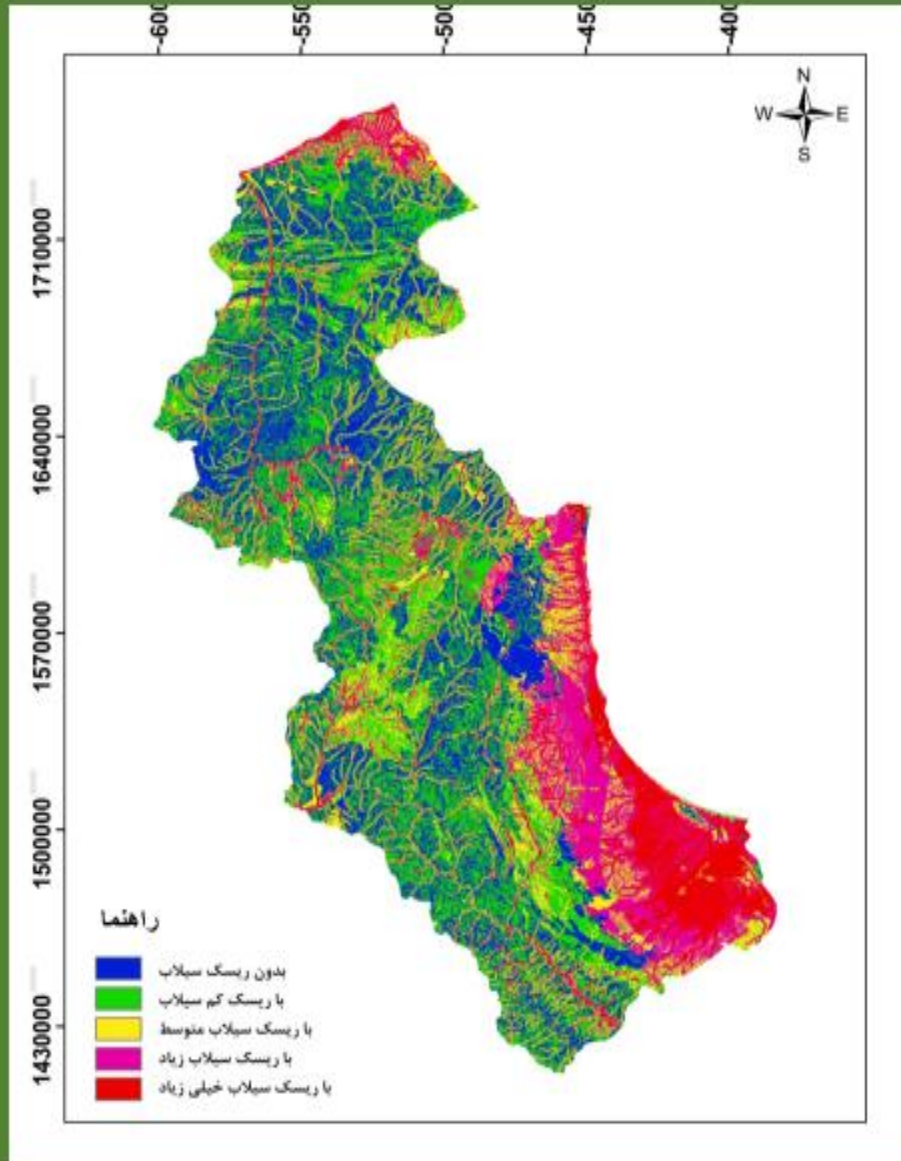 -600
-550
-500
-450
-400
N
W E
S
1710000
1640000
1570000
1500000
1430000
راهنما
بدون ریسک سیلاب
با ریسک کم سیلاب
با ریسک سیلاب متوسط
با ریسک سیلاب زیاد
با ریسک سیلاب خیلی زیاد